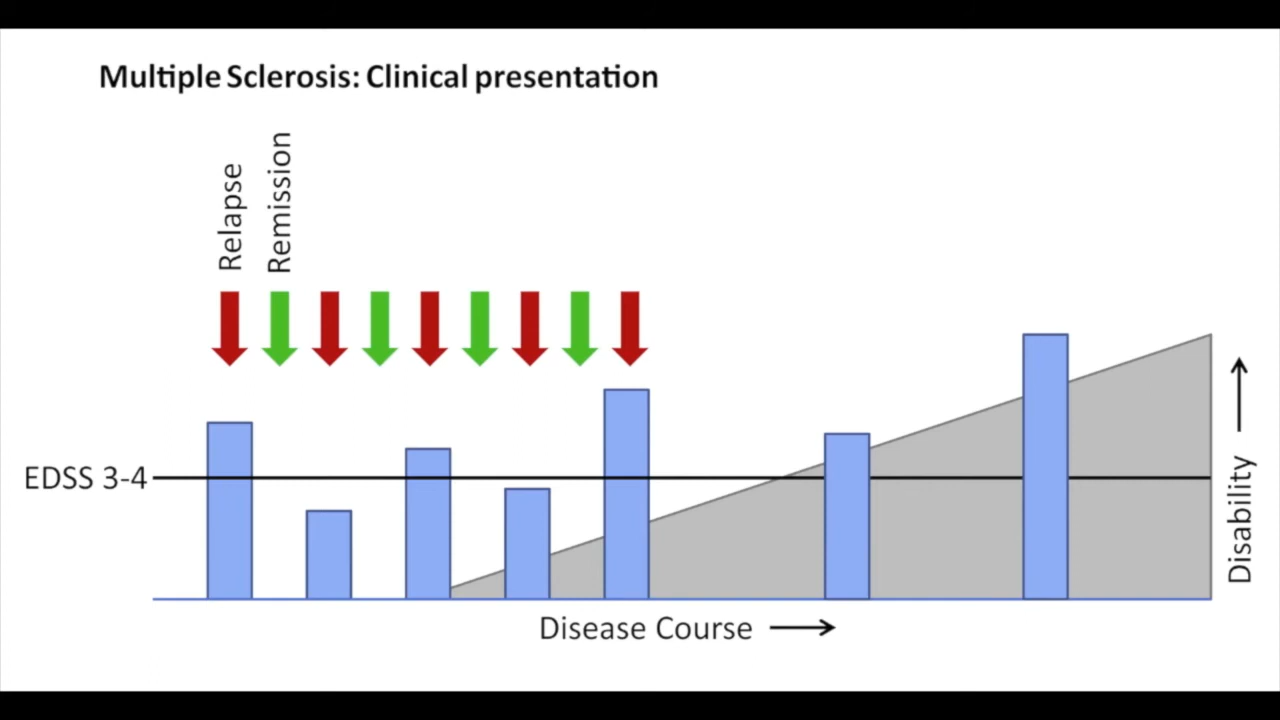 Multiple Sclerosis: Clinical presentation
Relapse
Remission
EDSS 3-4
Disability
Disease Course